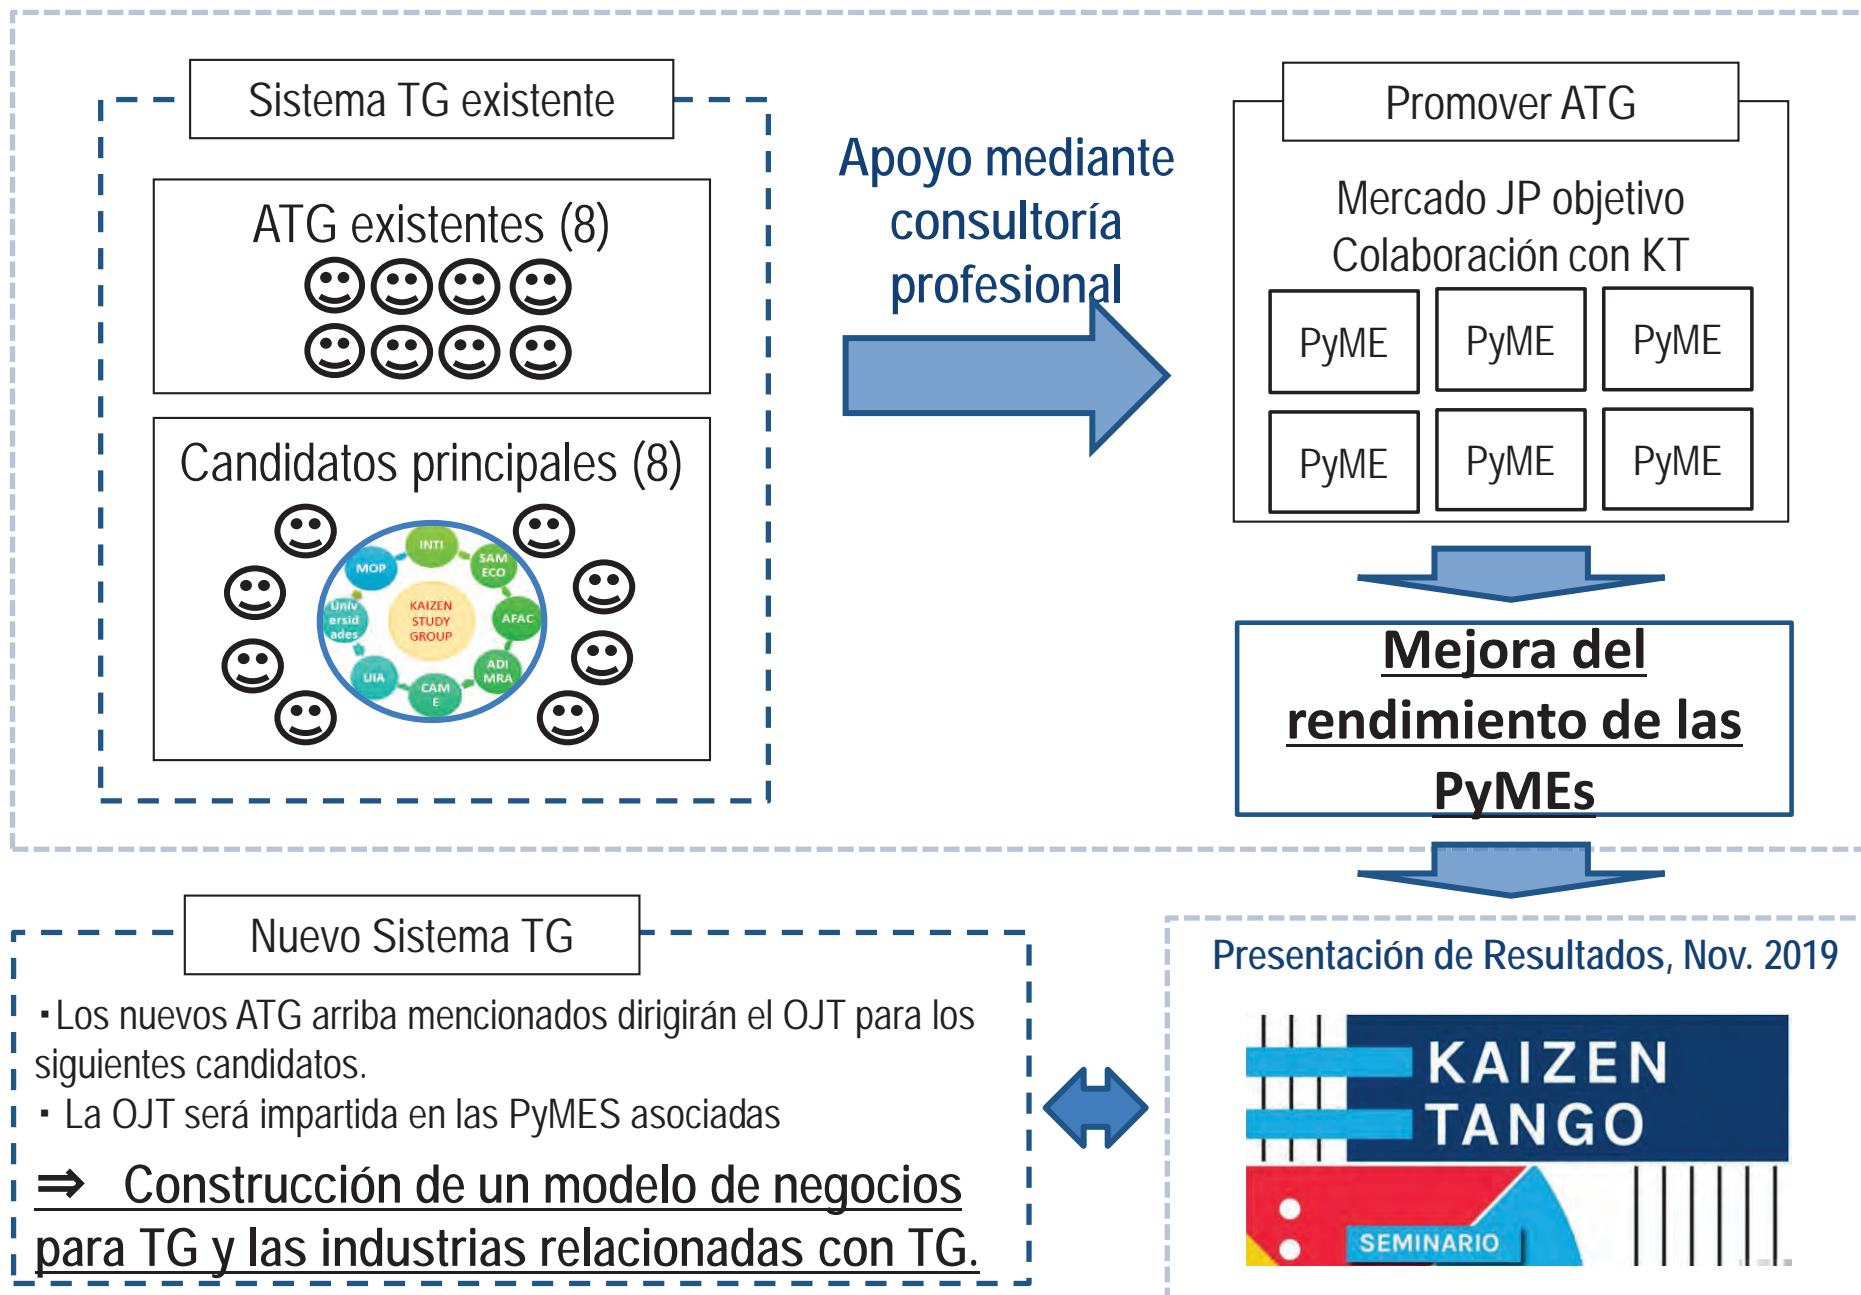 Sistema TG existente
ATG existentes (8)
Candidatos principales (8)
INTI
SAM
ECO
AFAC
ADI
MRA
CAM
E
UIA
Univ
ersid
ades
MOP
KAIZEN
STUDY
GROUP
Apoyo mediante
consultoría
profesional
Promover ATG
Mercado JP objetivo
Colaboración con KT
PyME
PyME
PyME
PyME
PyME
PyME
Mejora del
rendimiento de las
PyMEs
Nuevo Sistema TG
・Los nuevos ATG arriba mencionados dirigirán el OJT para los
siguientes candidatos.
・ La OJT será impartida en las PyMES asociadas
⇒ Construcción de un modelo de negocios
para TG y las industrias relacionadas con TG.
Presentación de Resultados, Nov. 2019
KAIZEN
TANGO
SEMINARIO